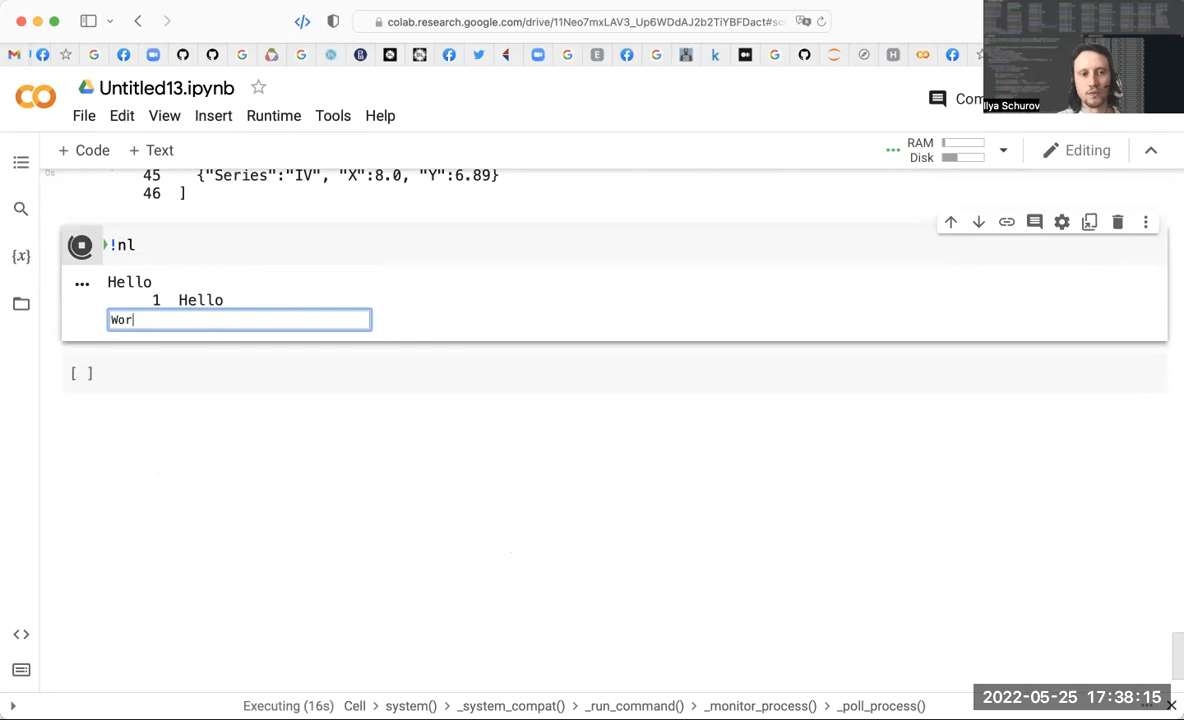 colab.research.google.com/drive/11Neo7mxLAV3_Up6WDdAJ2b2TiYBFDact#sc
Untitled13.ipynb
File Edit View Insert Runtime Tools Help
Ilya Schurov
+ Code + Text
RAM
Disk
Editing
45 {"Series":"IV", "X":8.0, "Y":6.89}
46 ]
{x}
!nl
Hello
1 Hello
Wor
[ ]
Executing (16s) Cell > system() > _system_compat() > _run_command() > _monitor_process() > _poll_process()
2022-05-25 17:38:15